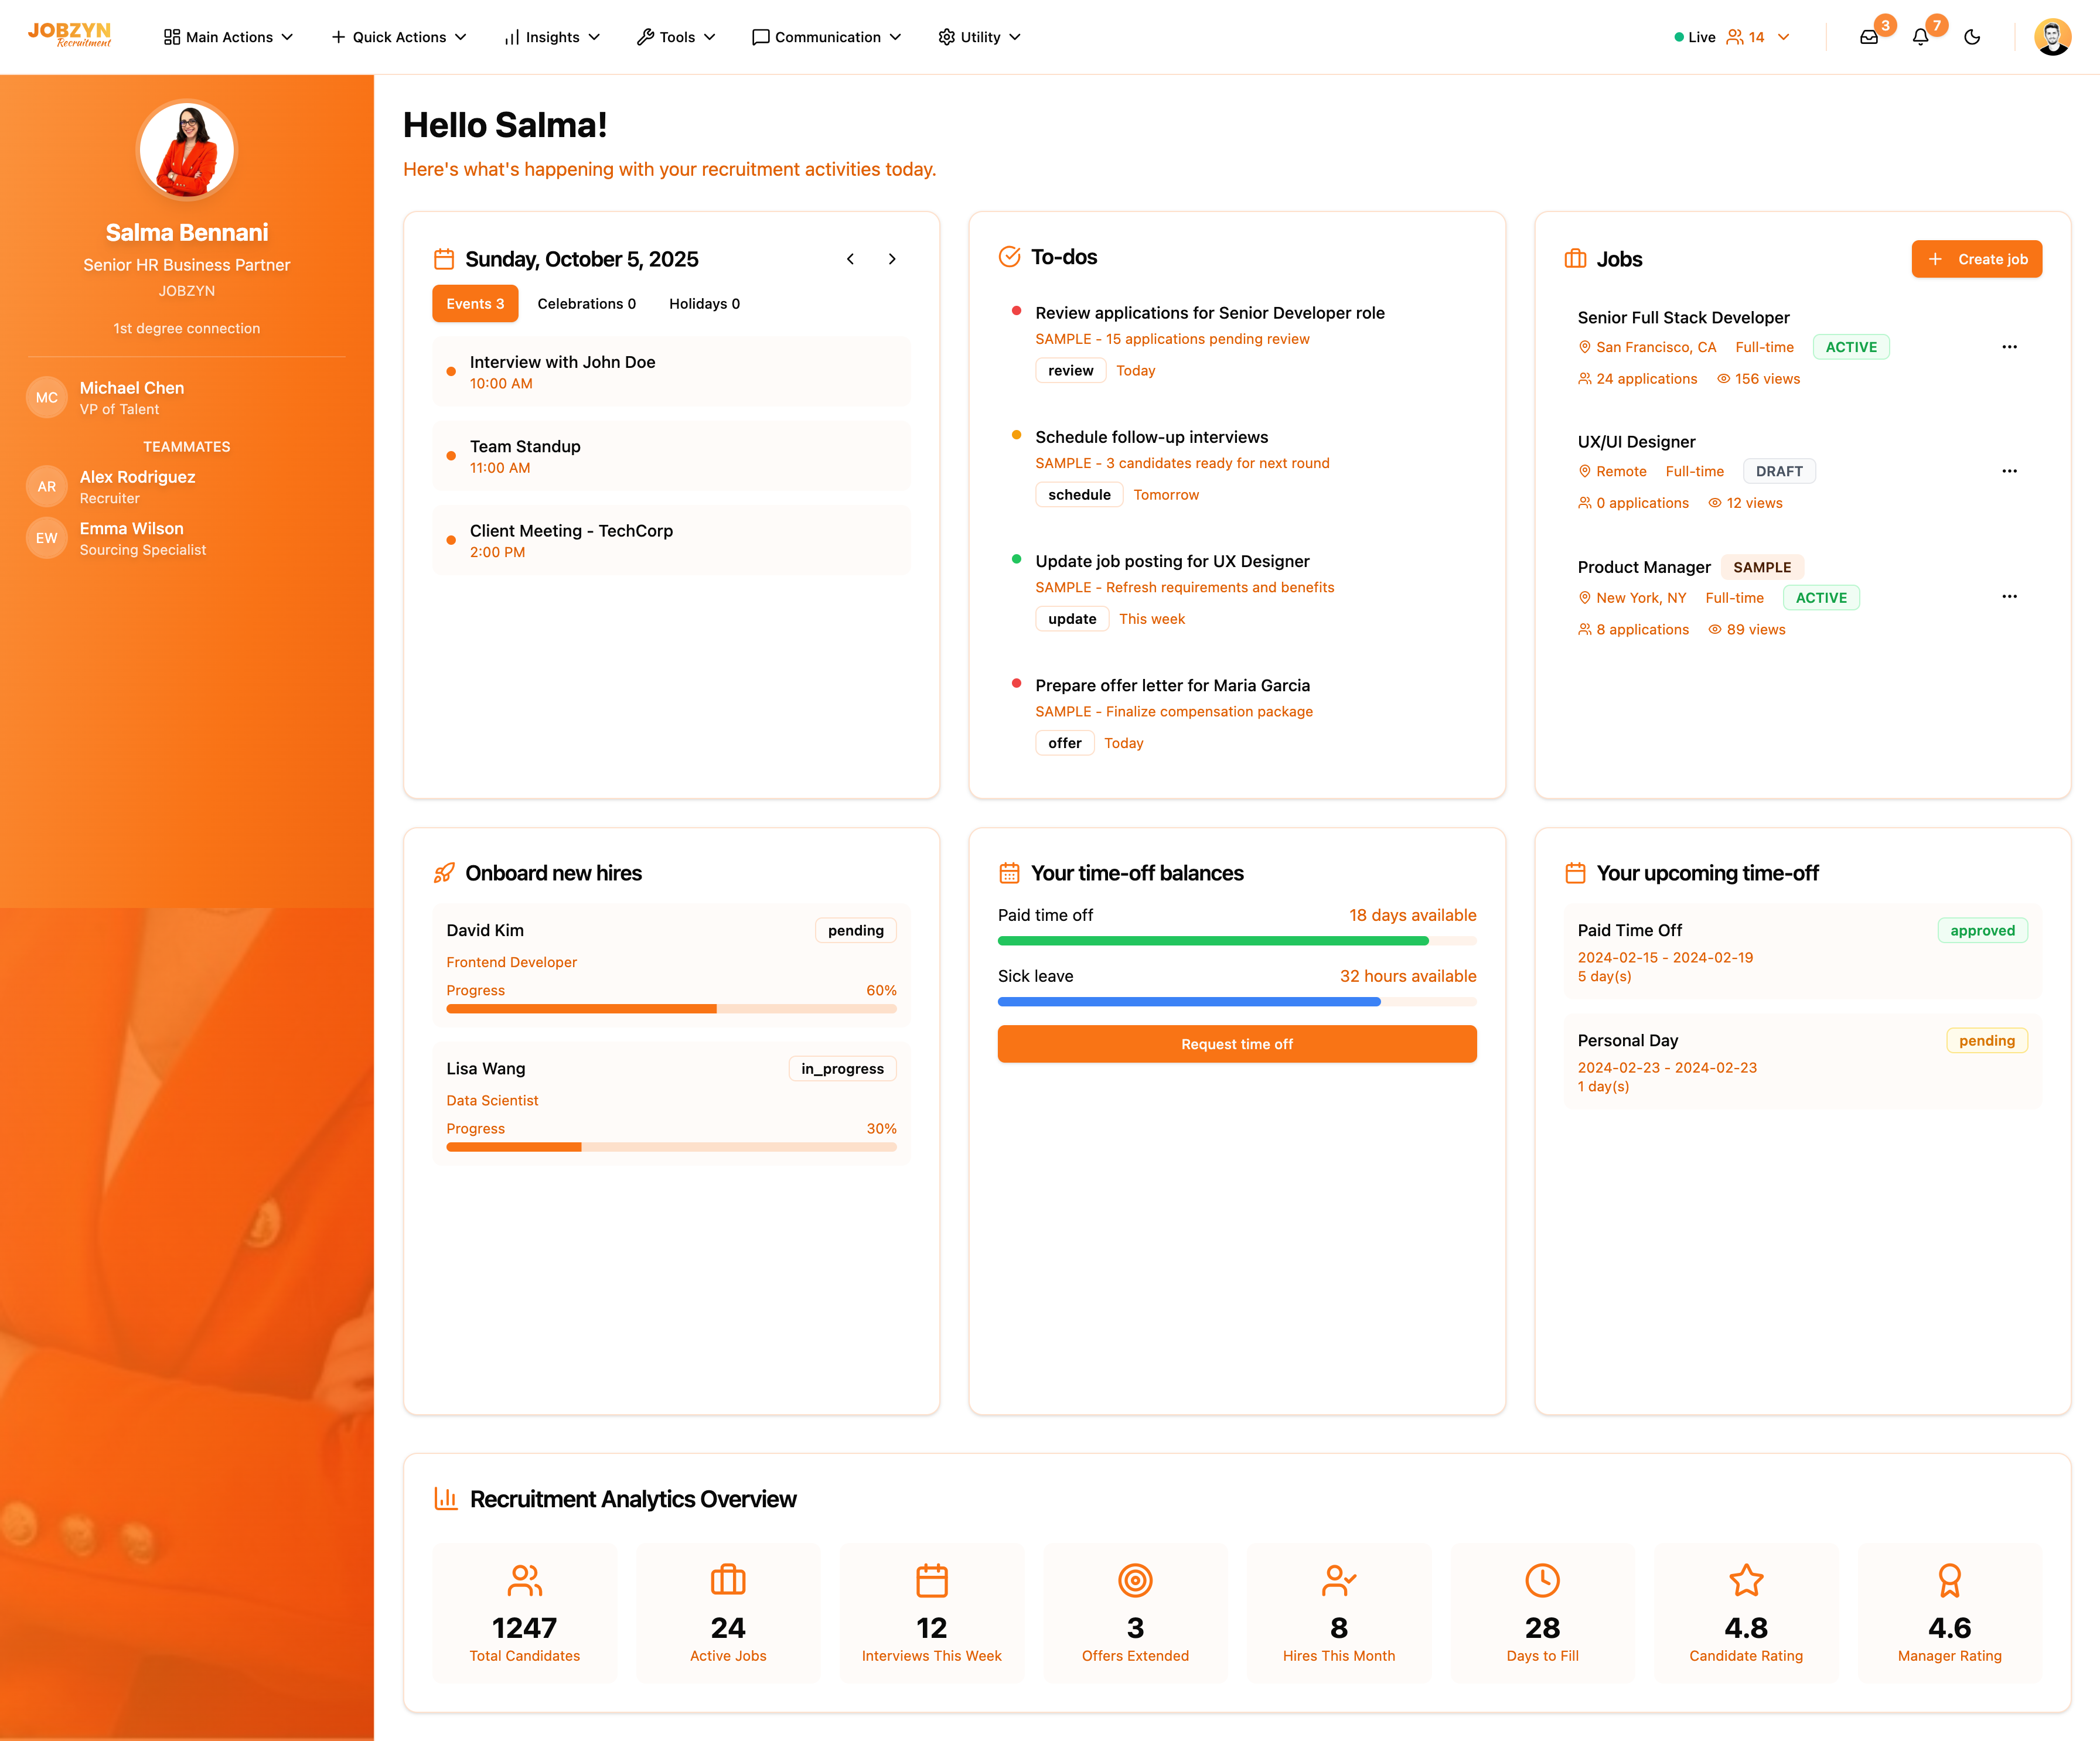 JOBZYN
Recruitment
Main Actions
Quick Actions
Insights
Tools
Communication
Utility
Live
14
3
7
Salma Bennani
Senior HR Business Partner
JOBZYN
1st degree connection
MC
Michael Chen
VP of Talent
TEAMMATES
AR
Alex Rodriguez
Recruiter
EW
Emma Wilson
Sourcing Specialist
Hello Salma!
Here's what's happening with your recruitment activities today.
Sunday, October 5, 2025
Events 3
Celebrations 0
Holidays 0
Interview with John Doe
10:00 AM
Team Standup
11:00 AM
Client Meeting - TechCorp
2:00 PM
To-dos
Review applications for Senior Developer role
SAMPLE - 15 applications pending review
review Today
Schedule follow-up interviews
SAMPLE - 3 candidates ready for next round
schedule Tomorrow
Update job posting for UX Designer
SAMPLE - Refresh requirements and benefits
update This week
Prepare offer letter for Maria Garcia
SAMPLE - Finalize compensation package
offer Today
Jobs
Create job
Senior Full Stack Developer
San Francisco, CA Full-time ACTIVE
24 applications 156 views
UX/UI Designer
Remote Full-time DRAFT
0 applications 12 views
Product Manager SAMPLE
New York, NY Full-time ACTIVE
8 applications 89 views
Onboard new hires
David Kim pending
Frontend Developer
Progress 60%
Lisa Wang in_progress
Data Scientist
Progress 30%
Your time-off balances
Paid time off 18 days available
Sick leave 32 hours available
Request time off
Your upcoming time-off
Paid Time Off approved
2024-02-15 - 2024-02-19
5 day(s)
Personal Day pending
2024-02-23 - 2024-02-23
1 day(s)
Recruitment Analytics Overview
1247
Total Candidates
24
Active Jobs
12
Interviews This Week
3
Offers Extended
8
Hires This Month
28
Days to Fill
4.8
Candidate Rating
4.6
Manager Rating